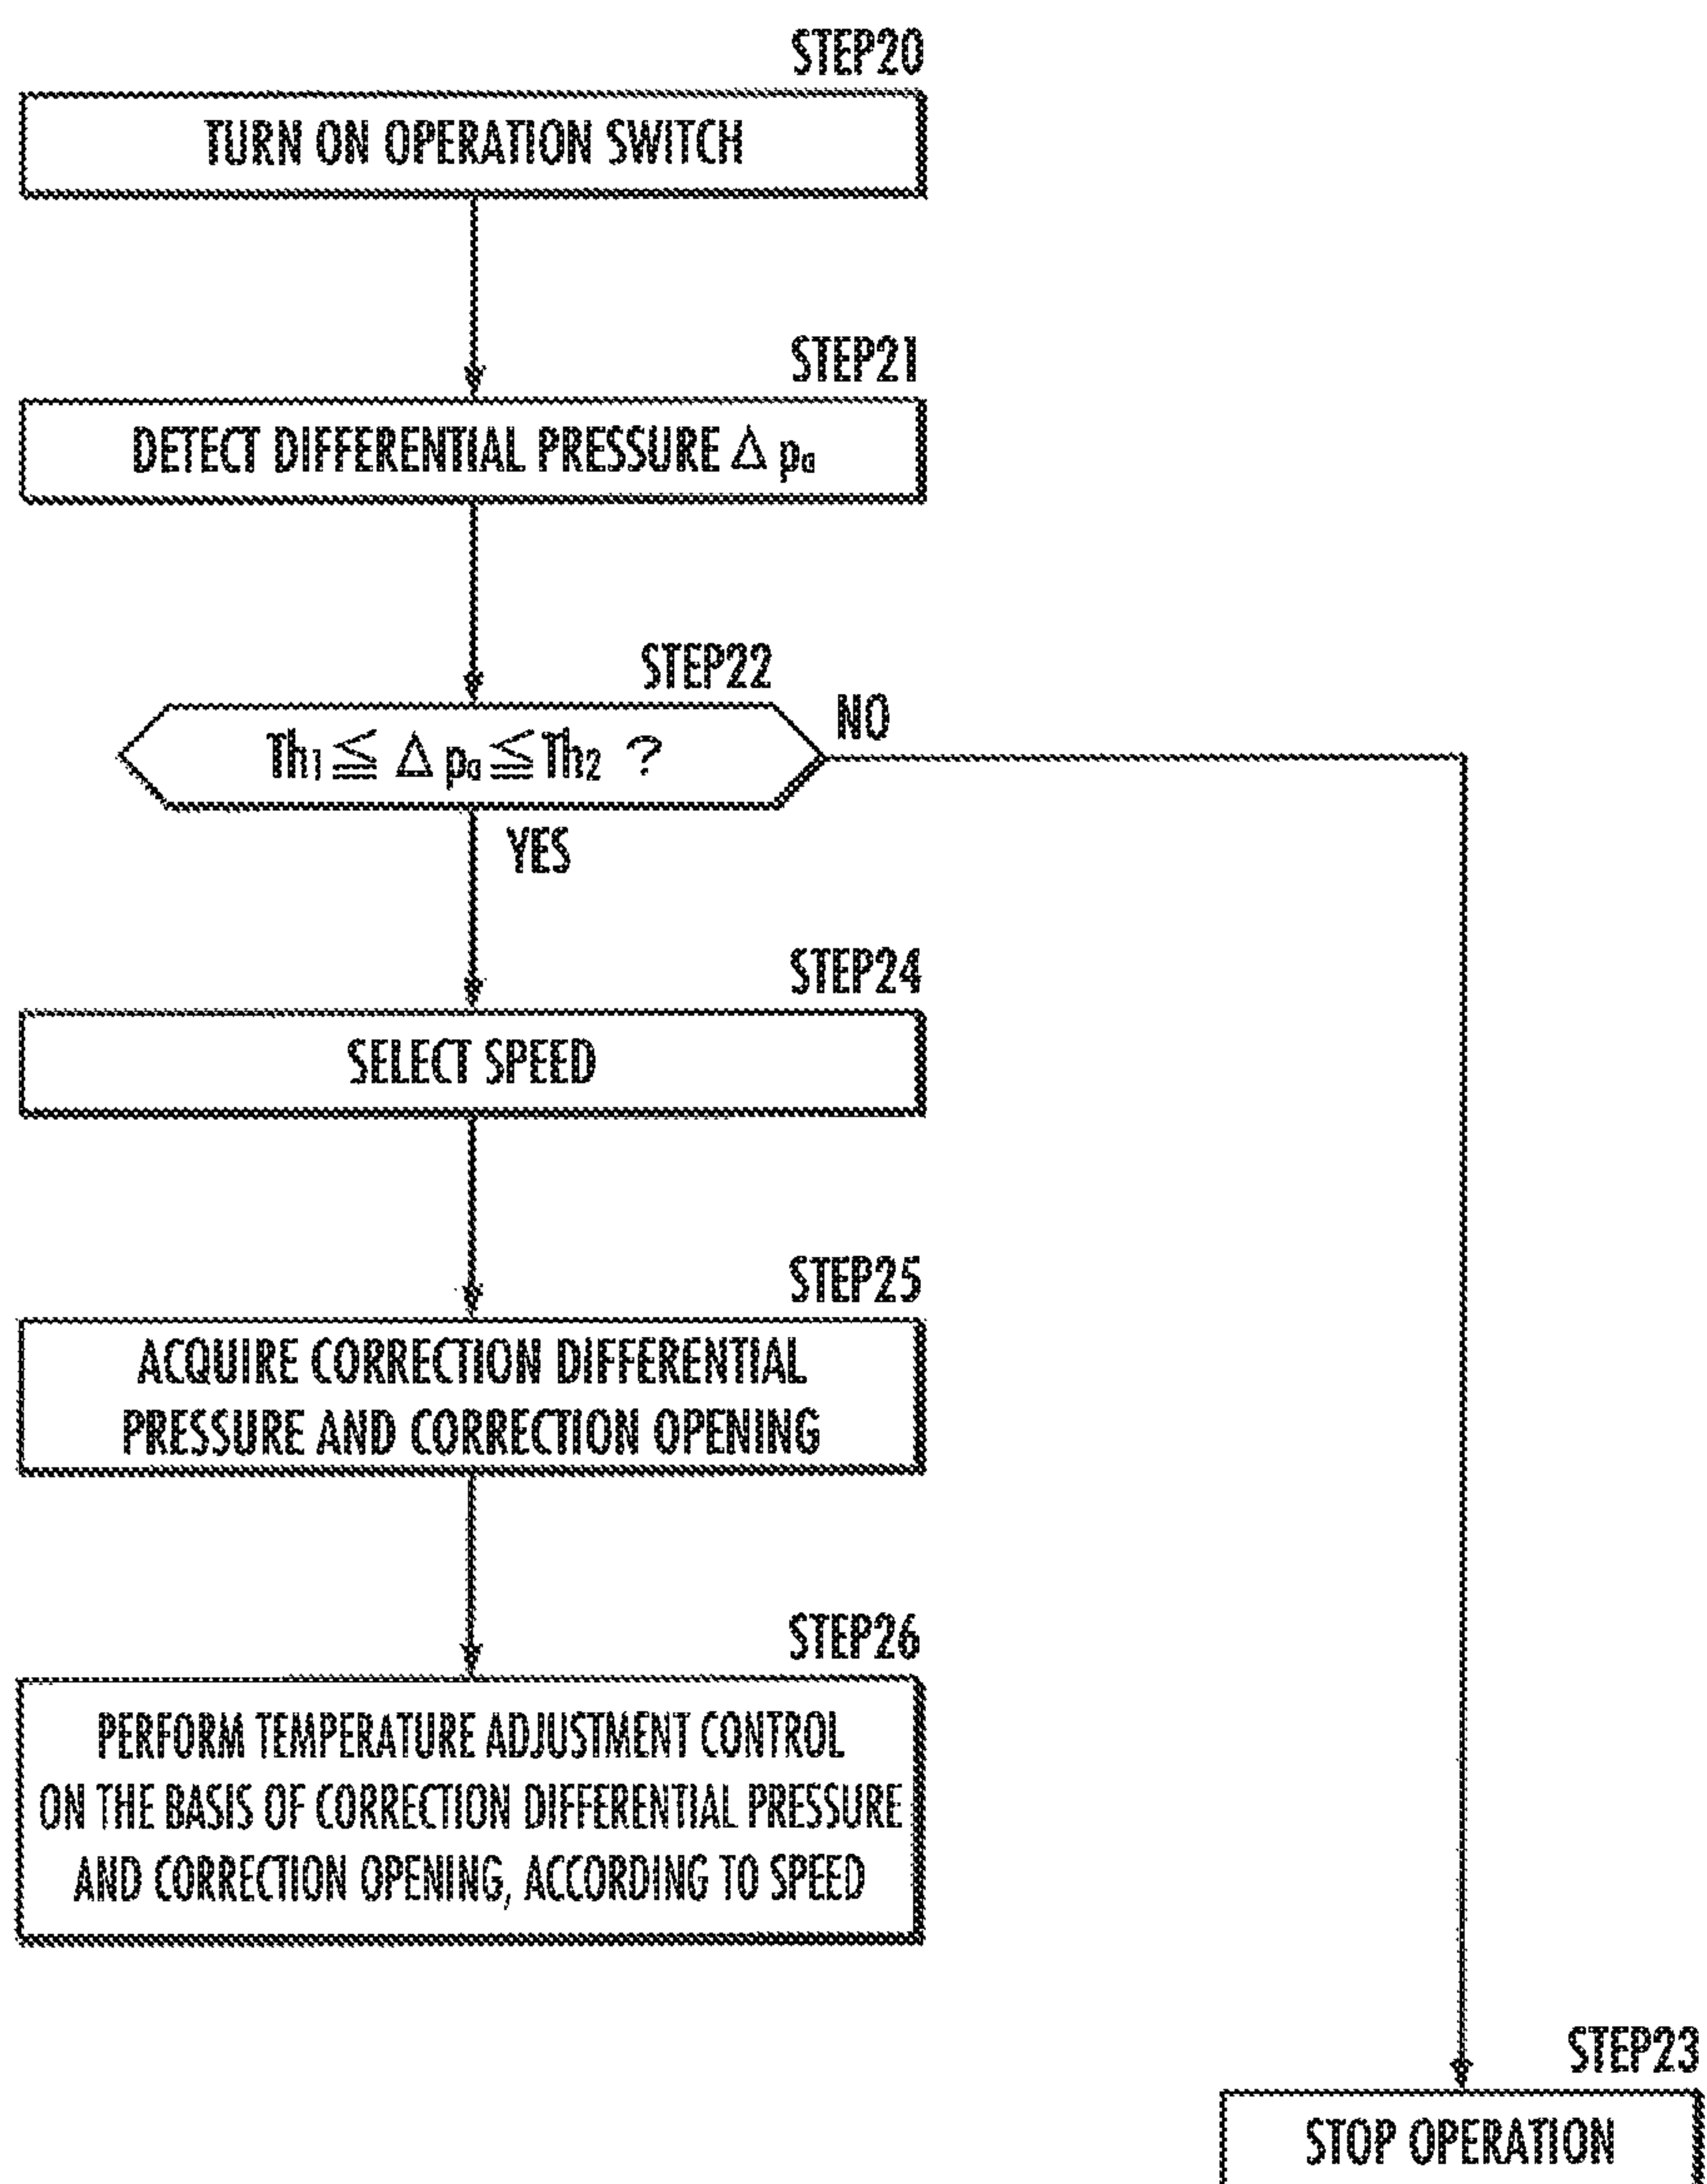 STEP20
TURN ON OPERATION SWITCH
STEP21
DETECT DIFFERENTIAL PRESSURE Δ pa
STEP22
Th1 ≦ Δ pa ≦ Th2 ?
NO
YES
STEP24
SELECT SPEED
STEP25
ACQUIRE CORRECTION DIFFERENTIAL
PRESSURE AND CORRECTION OPENING
STEP26
PERFORM TEMPERATURE ADJUSTMENT CONTROL
ON THE BASIS OF CORRECTION DIFFERENTIAL PRESSURE
AND CORRECTION OPENING, ACCORDING TO SPEED
STEP23
STOP OPERATION